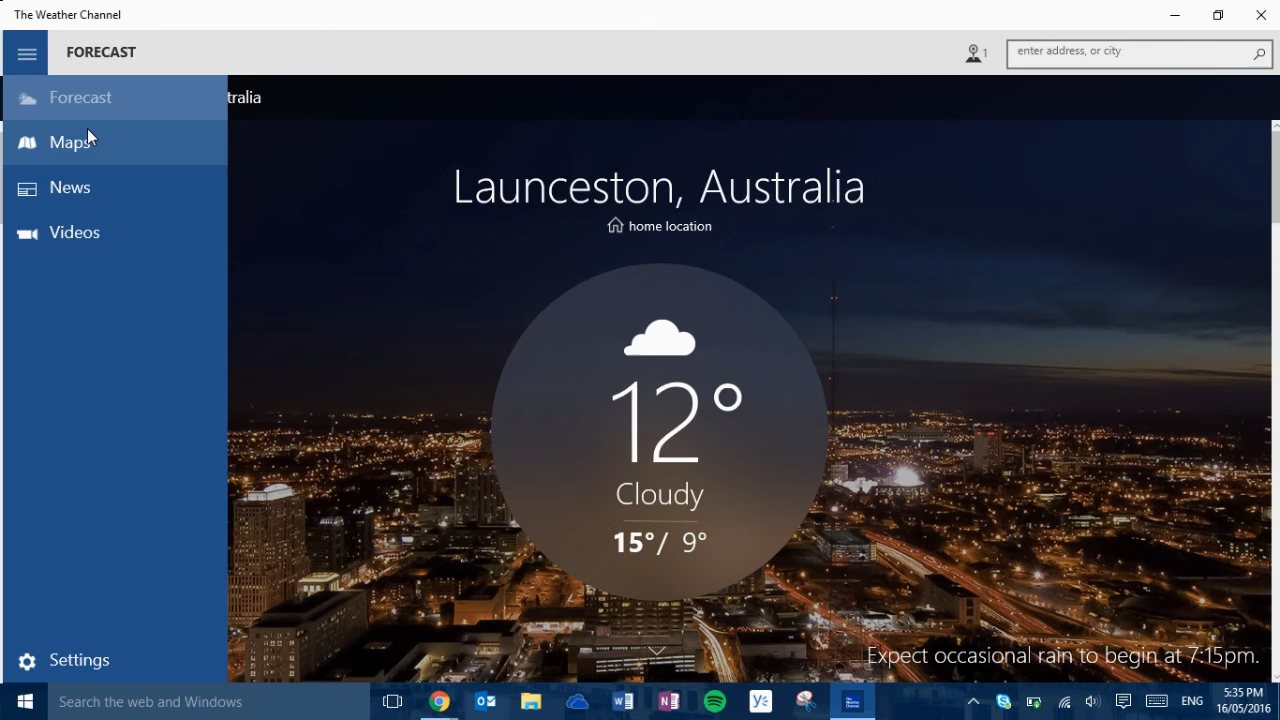 The Weather Channel
FORECAST
1
enter address, or city
Forecast
tralia
Maps
News
Videos
Settings
Launceston, Australia
home location
12°
Cloudy
15°/ 9°
Expect occasional rain to begin at 7:15pm.
Search the web and Windows
ENG
5:35 PM
16/05/2016